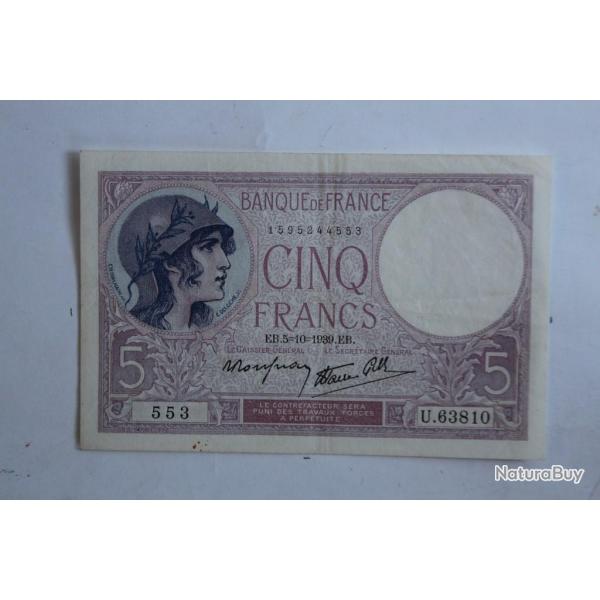 BANQUE DE FRANCE
1595244553
CINQ
FRANCS
EB.5=10=1939.EB.
LE CAISSIER GÉNÉRAL LE SECRÉTAIRE GÉNÉRAL
5 5
553
U.63810
LE CONTREFACTEUR SERA
PUNI DES TRAVAUX FORCÉS
À PERPÉTUITÉ
NaturaBuy